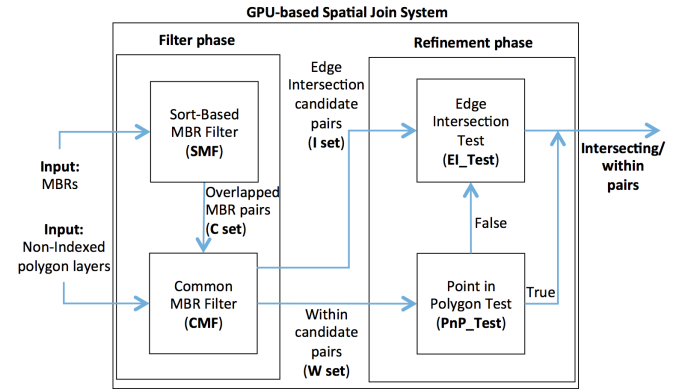 GPU-based Spatial Join System
Filter phase
Refinement phase
Sort-Based
MBR Filter
(SMF)
Edge
Intersection
candidate
pairs
(I set)
Edge
Intersection
Test
(EI_Test)
Input:
MBRs
Intersecting/
within
pairs
Overlapped
MBR pairs
(C set)
False
Input:
Non-Indexed
polygon layers
Common
MBR Filter
(CMF)
Within
candidate
pairs
(W set)
Point in
Polygon Test
(PnP_Test)
True